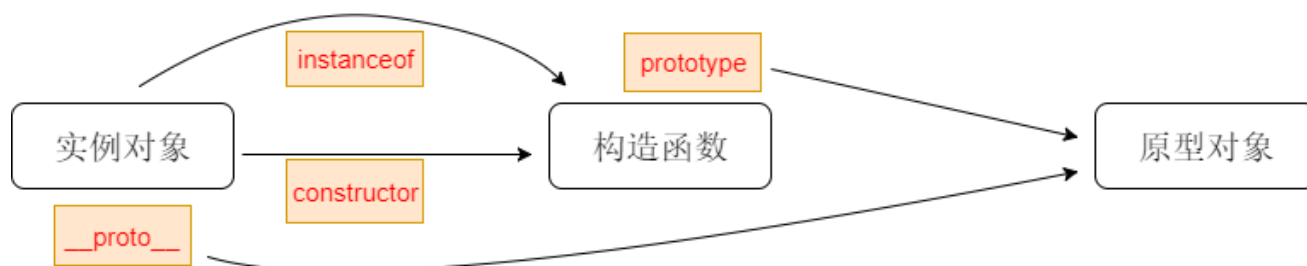 instanceof
prototype
实例对象
构造函数
原型对象
constructor
__proto__